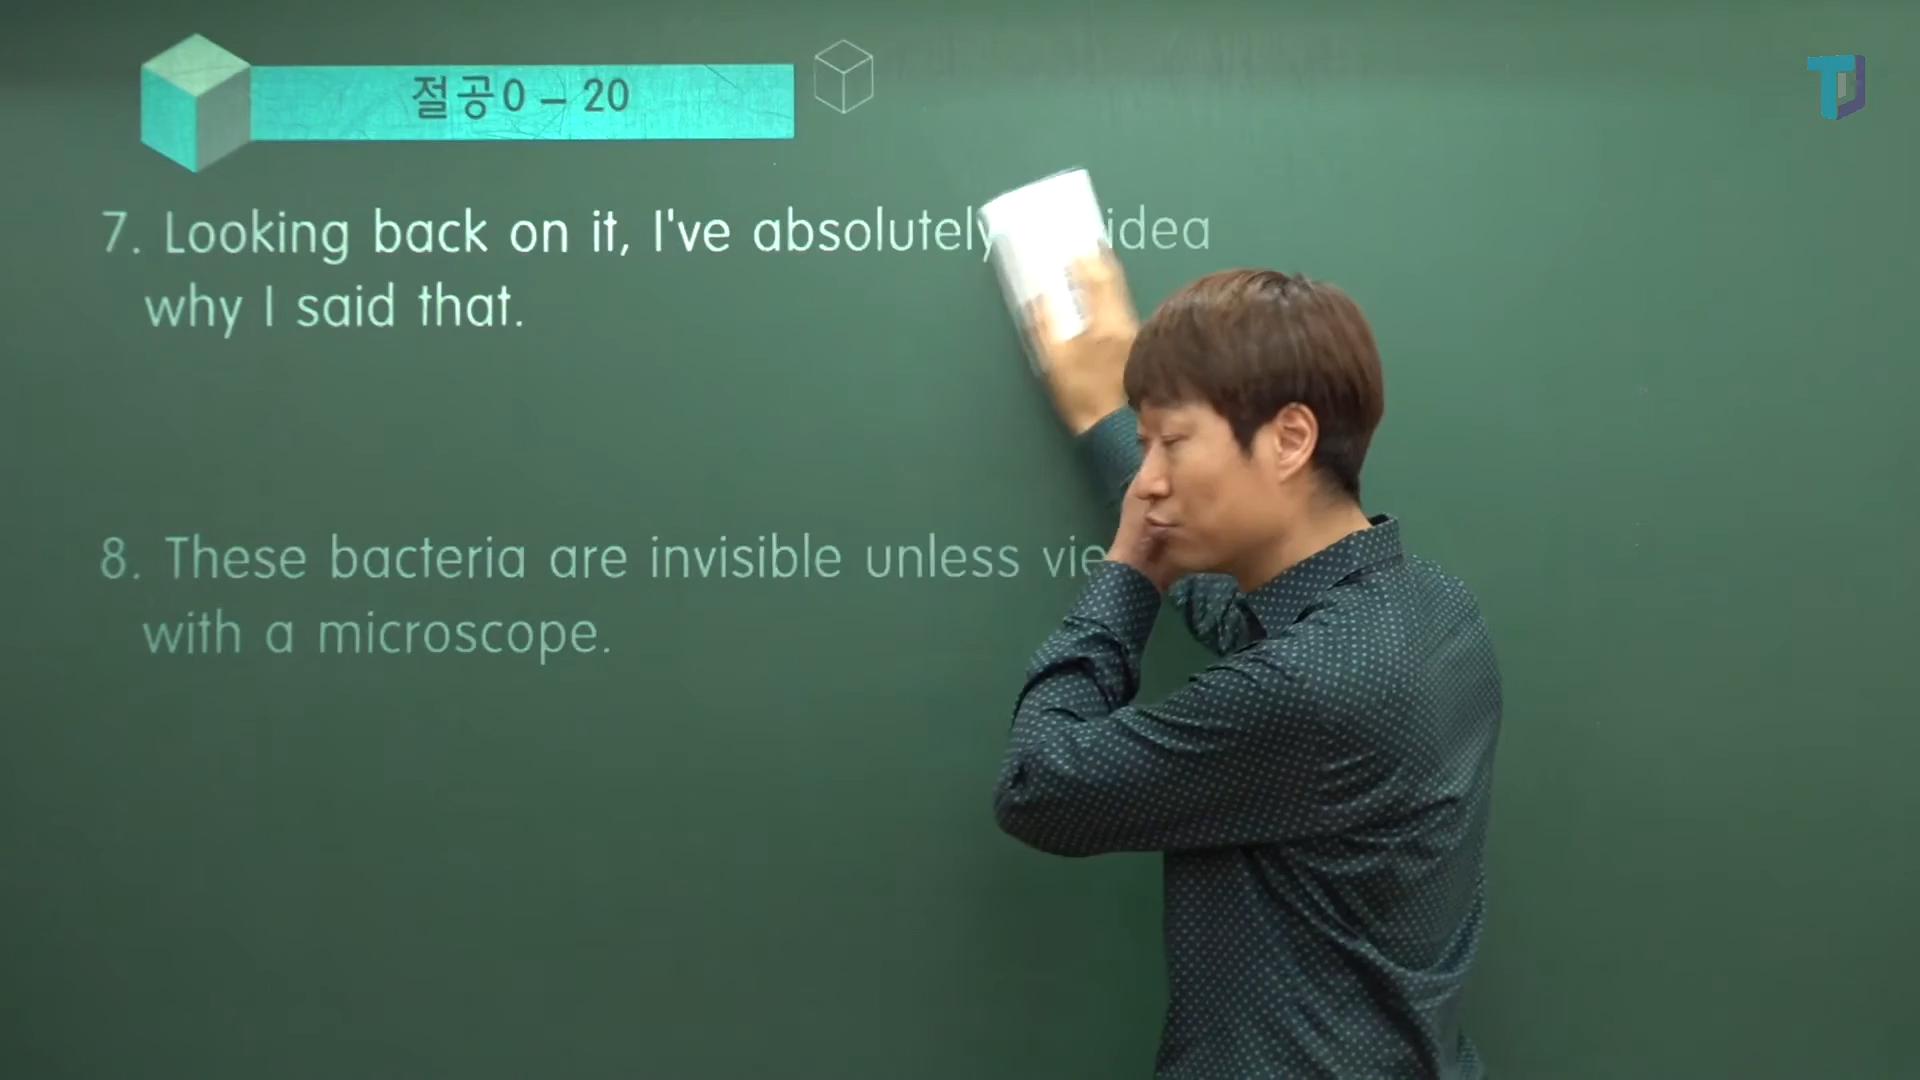 절공0 – 20
7. Looking back on it, I've absolutely idea
why I said that.
8. These bacteria are invisible unless
with a microscope.